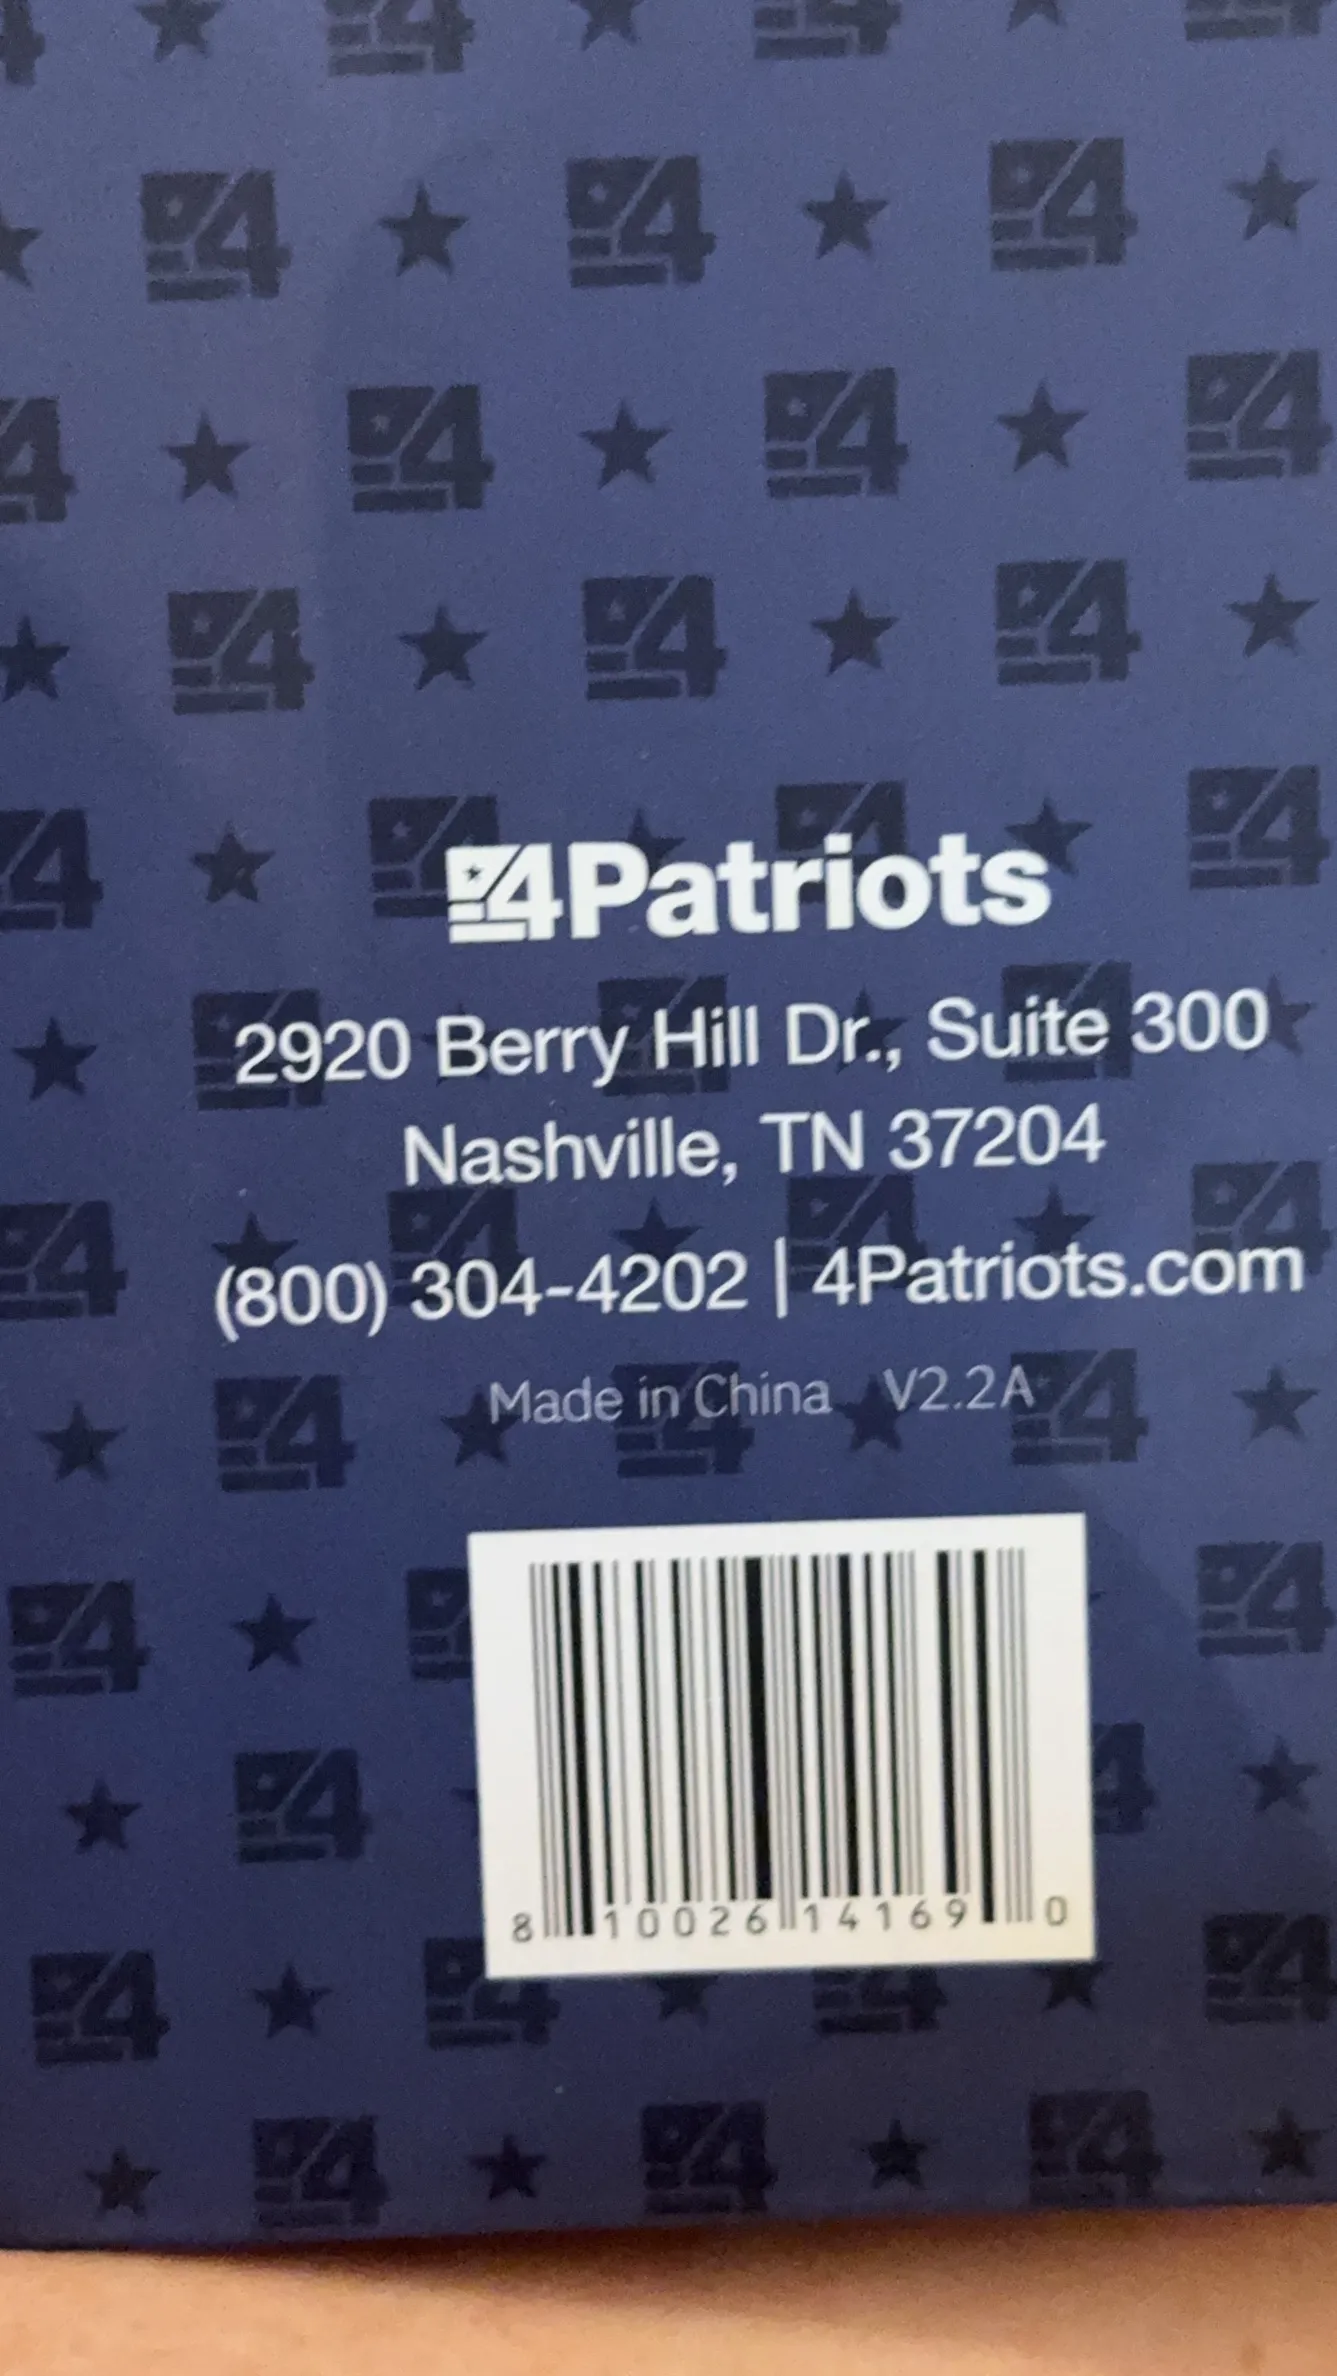 4Patriots
2920 Berry Hill Dr., Suite 300
Nashville, TN 37204
(800) 304-4202 | 4Patriots.com
Made in China V2.2A
8 10026 14169 0